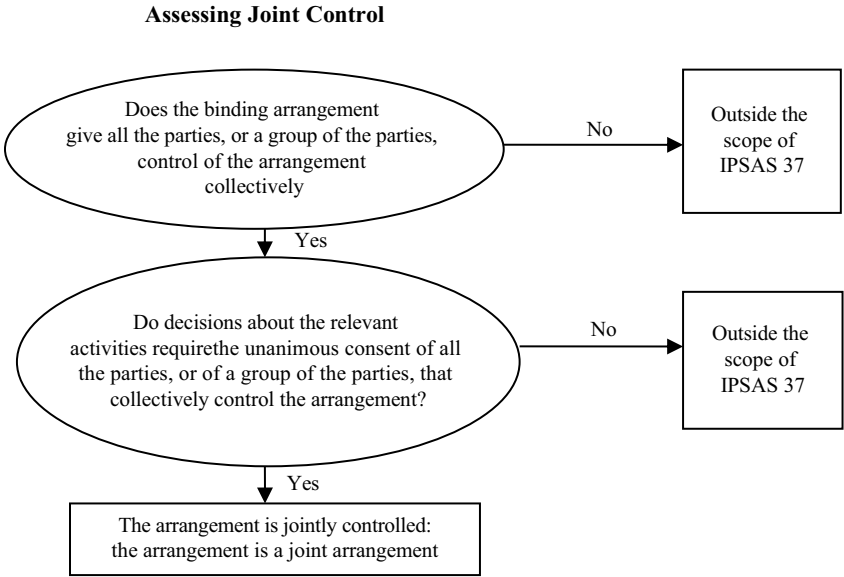 Assessing Joint Control
Does the binding arrangement
give all the parties, or a group of the parties,
control of the arrangement
collectively
No
Outside the
scope of
IPSAS 37
Yes
Do decisions about the relevant
activities requirethe unanimous consent of all
the parties, or of a group of the parties, that
collectively control the arrangement?
No
Outside the
scope of
IPSAS 37
Yes
The arrangement is jointly controlled:
the arrangement is a joint arrangement